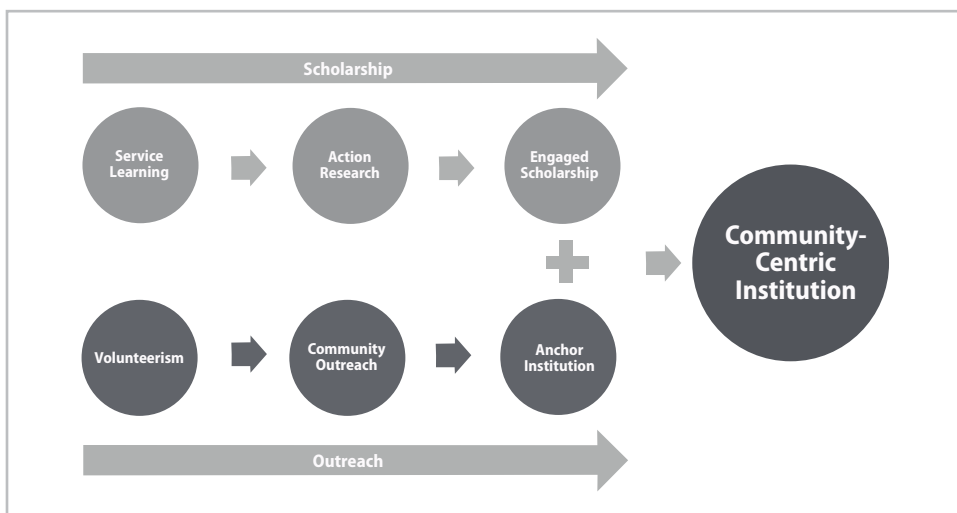 Scholarship
Service
Learning
Action
Research
Engaged
Scholarship
Community-
Centric
Institution
Volunteerism
Community
Outreach
Anchor
Institution
Outreach